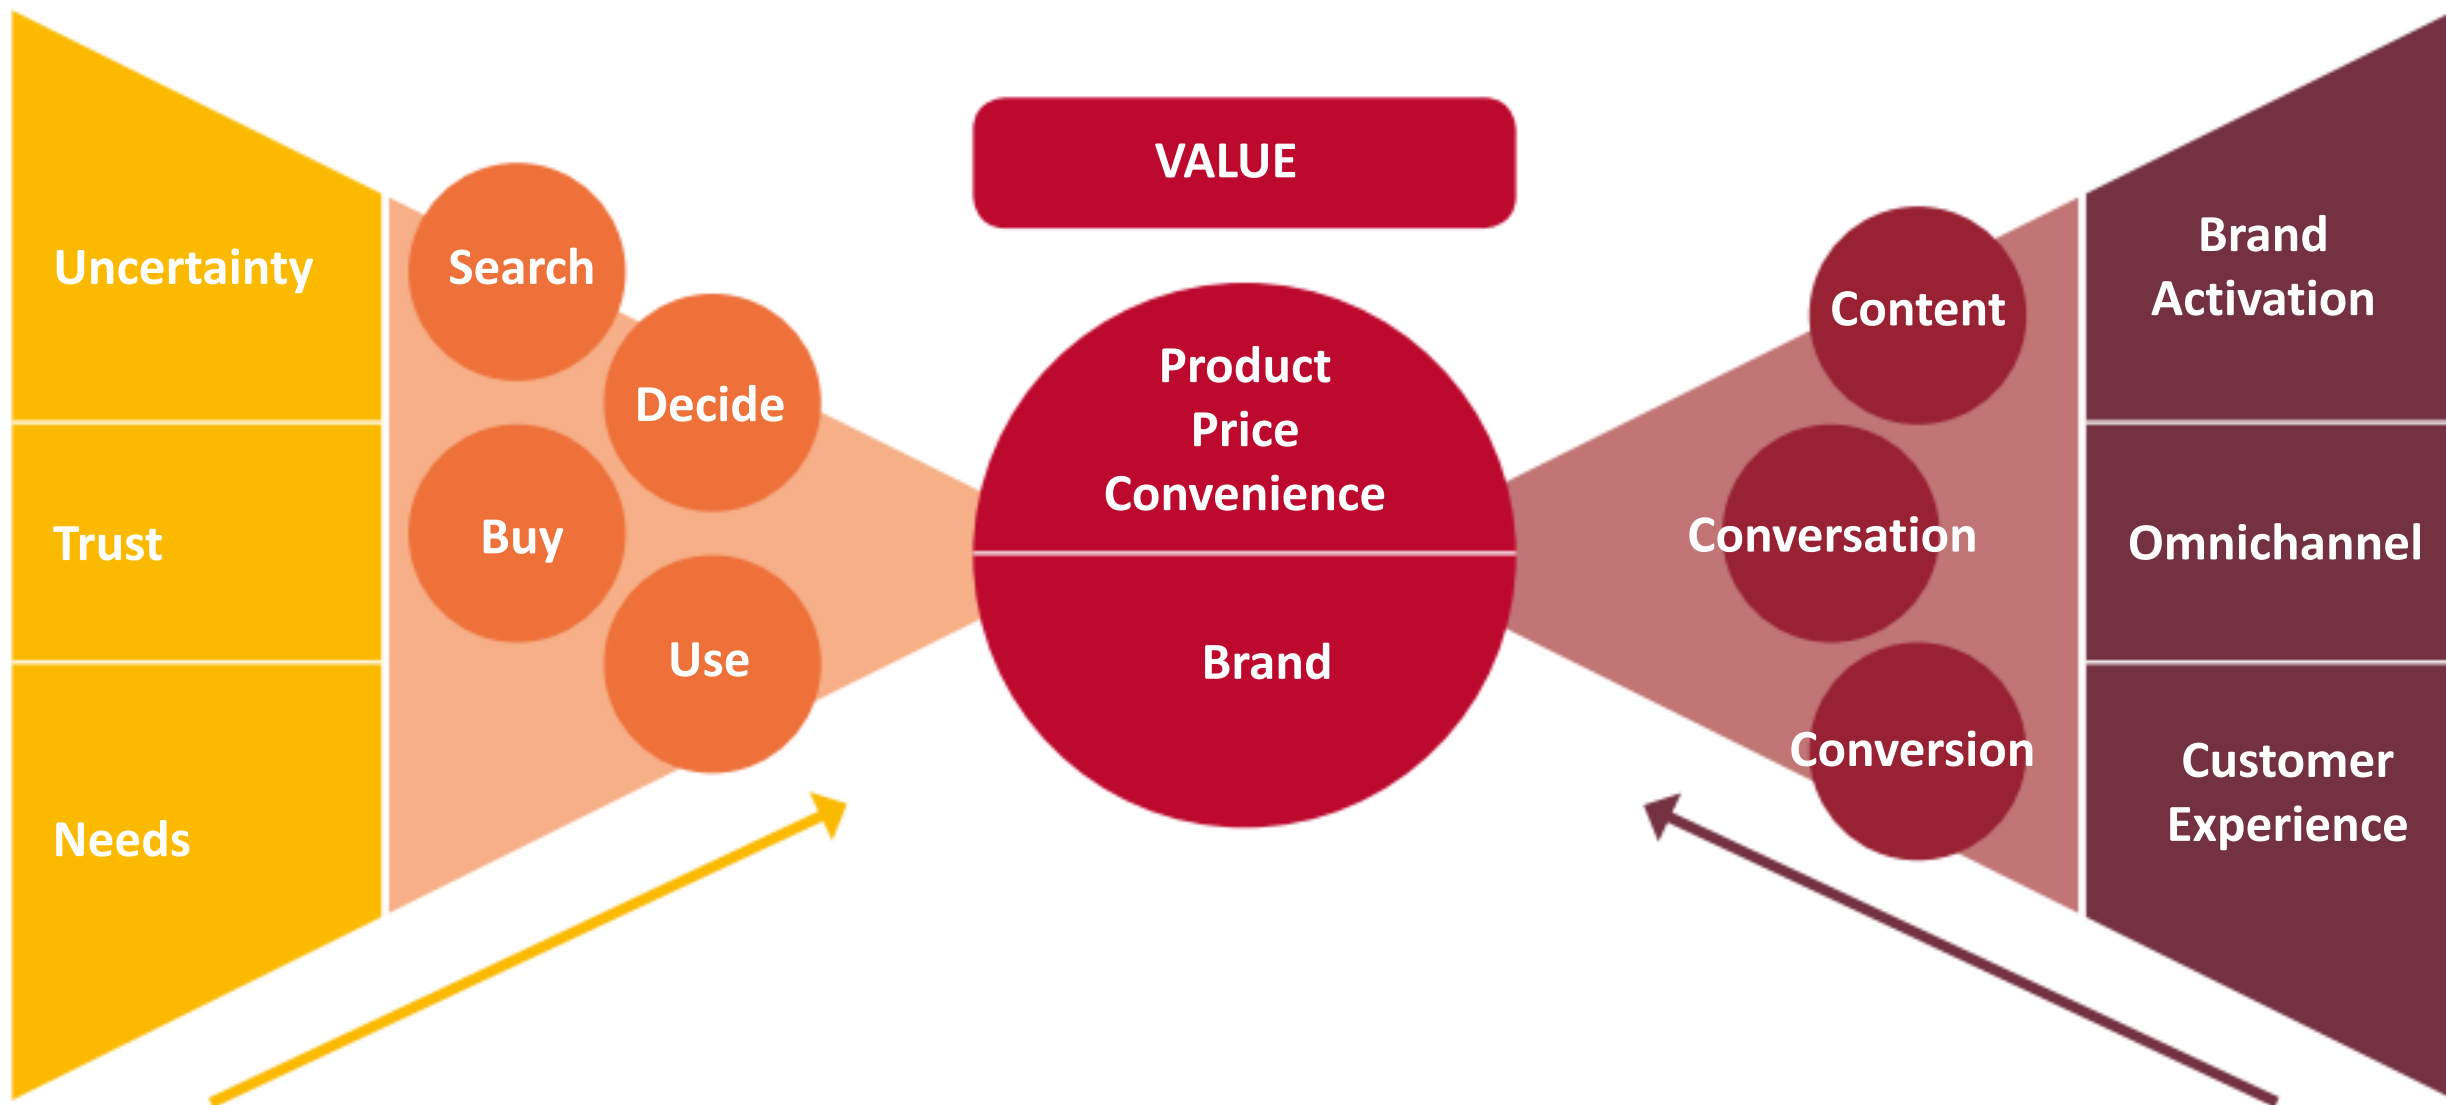 VALUE
Uncertainty
Trust
Needs
Search
Decide
Buy
Use
Product
Price
Convenience
Brand
Content
Conversation
Conversion
Brand
Activation
Omnichannel
Customer
Experience